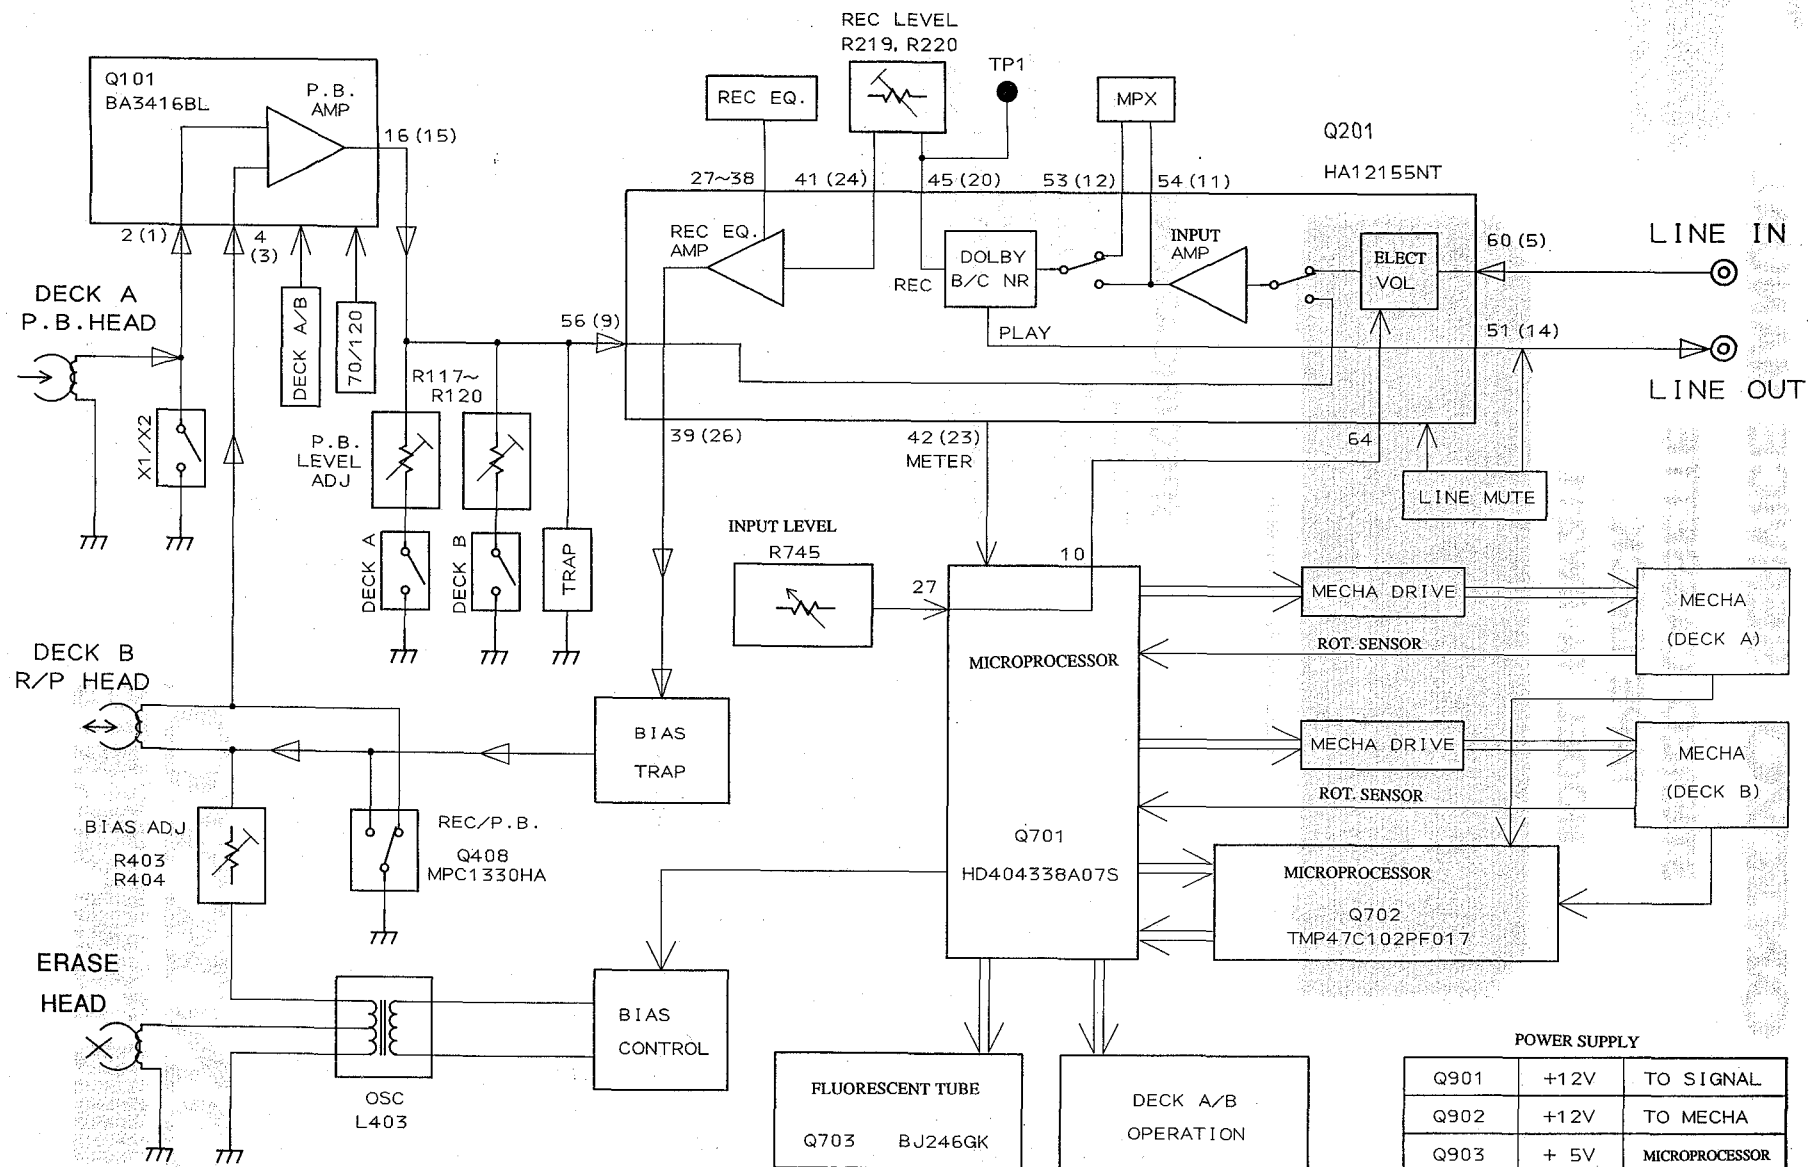 REC LEVEL
R219, R220
TP1
Q101
BA3416BL
P.B.
AMP
16 (15)
REC EQ.
MPX
Q201
HA12155NT
27~38
41 (24)
45 (20)
53 (12)
54 (11)
2 (1)
4
(3)
REC EQ.
AMP
DOLBY
B/C NR
REC
PLAY
INPUT
AMP
ELECT
VOL
60 (5)
LINE IN
51 (14)
LINE OUT
DECK A
P.B.HEAD
DECK A/B
70/120
56 (9)
X1/X2
R117~
R120
P.B.
LEVEL
ADJ
DECK A
DECK B
TRAP
39 (26)
42 (23)
METER
64
LINE MUTE
INPUT LEVEL
R745
27
10
MICROPROCESSOR
Q701
HD404338A07S
MECHA DRIVE
MECHA
(DECK A)
ROT. SENSOR
MECHA DRIVE
MECHA
(DECK B)
ROT. SENSOR
MICROPROCESSOR
Q702
TMP47C102PF017
DECK B
R/P HEAD
BIAS
TRAP
BIAS ADJ
R403
R404
REC/P.B.
Q408
MPC1330HA
ERASE
HEAD
OSC
L403
BIAS
CONTROL
FLUORESCENT TUBE
Q703 BJ246GK
DECK A/B
OPERATION
POWER SUPPLY
Q901 +12V TO SIGNAL
Q902 +12V TO MECHA
Q903 + 5V MICROPROCESSOR